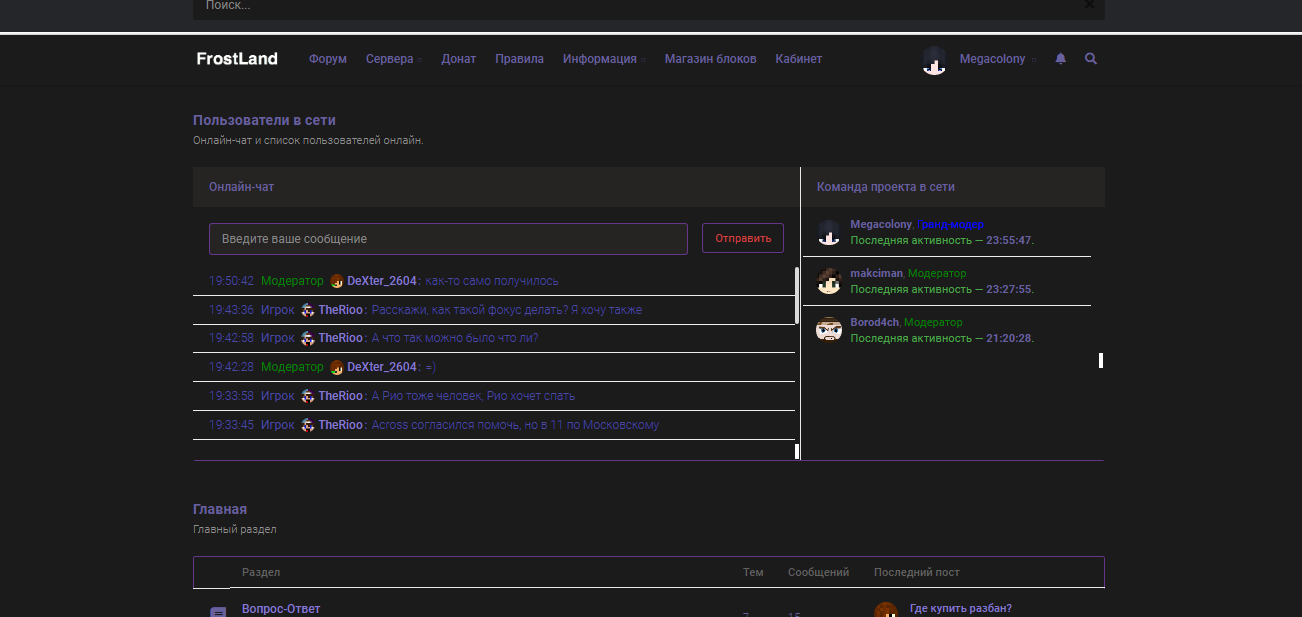 Поиск...
FrostLand Форум Сервера Донат Правила Информация Магазин блоков Кабинет Megacolony
Пользователи в сети
Онлайн-чат и список пользователей онлайн.
Онлайн-чат
Введите ваше сообщение Отправить
19:50:42 Модератор DeXter_2604: как-то само получилось
19:43:36 Игрок TheRioo: Расскажи, как такой фокус делать? Я хочу также
19:42:58 Игрок TheRioo: А что так можно было что ли?
19:42:28 Модератор DeXter_2604: =)
19:33:58 Игрок TheRioo: А Рио тоже человек, Рио хочет спать
19:33:45 Игрок TheRioo: Across согласился помочь, но в 11 по Московскому
Команда проекта в сети
Megacolony, Гранд-модер
Последняя активность — 23:55:47.
makciman, Модератор
Последняя активность — 23:27:55.
Borod4ch, Модератор
Последняя активность — 21:20:28.
Главная
Главный раздел
Раздел Тем Сообщений Последний пост
Вопрос-Ответ 7 15 Где купить разбан?